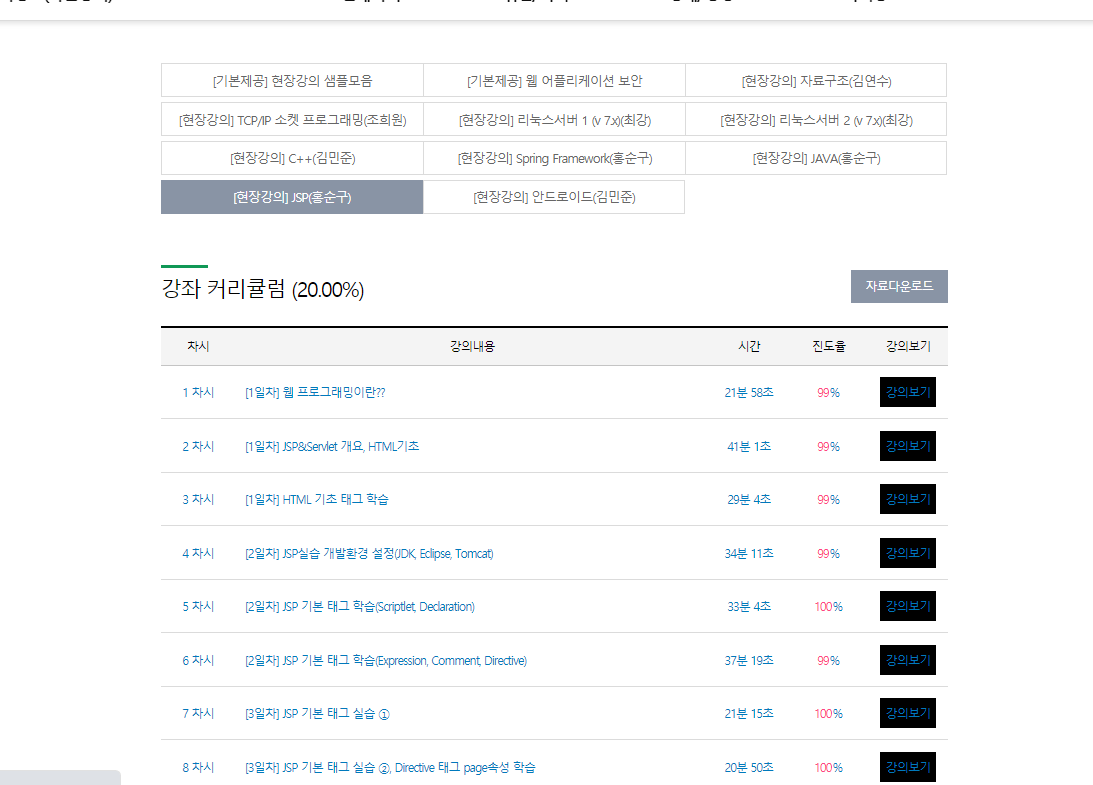 [기본제공] 현장강의 샘플모음 [기본제공] 웹 어플리케이션 보안 [현장강의] 자료구조(김연수)
[현장강의] TCP/IP 소켓 프로그래밍(조희원) [현장강의] 리눅스서버 1 (v 7.x)(최강) [현장강의] 리눅스서버 2 (v 7.x)(최강)
[현장강의] C++(김민준) [현장강의] Spring Framework(홍순구) [현장강의] JAVA(홍순구)
[현장강의] JSP(홍순구) [현장강의] 안드로이드(김민준)
강좌 커리큘럼 (20.00%) 자료다운로드
차시 강의내용 시간 진도율 강의보기
1 차시 [1일차] 웹 프로그래밍이란?? 21분 58초 99% 강의보기
2 차시 [1일차] JSP&Servlet 개요, HTML기초 41분 1초 99% 강의보기
3 차시 [1일차] HTML 기초 태그 학습 29분 4초 99% 강의보기
4 차시 [2일차] JSP실습 개발환경 설정(JDK, Eclipse, Tomcat) 34분 11초 99% 강의보기
5 차시 [2일차] JSP 기본 태그 학습(Scriptlet, Declaration) 33분 4초 100% 강의보기
6 차시 [2일차] JSP 기본 태그 학습(Expression, Comment, Directive) 37분 19초 99% 강의보기
7 차시 [3일차] JSP 기본 태그 실습 ① 21분 15초 100% 강의보기
8 차시 [3일차] JSP 기본 태그 실습 ②, Directive 태그 page속성 학습 20분 50초 100% 강의보기